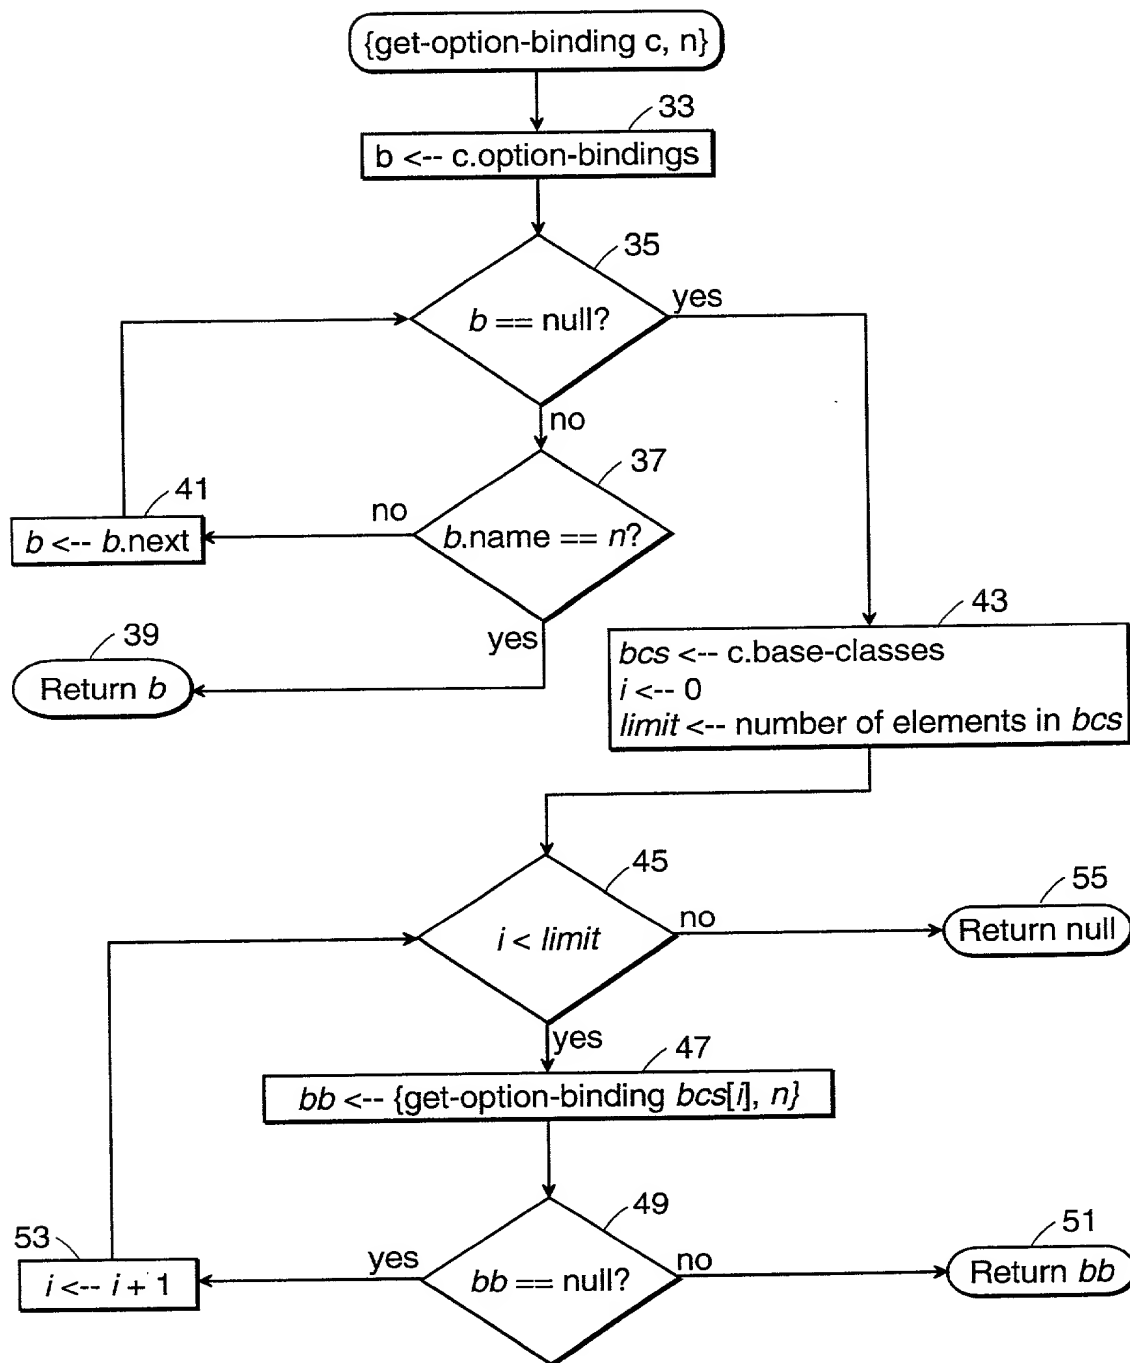 {get-option-binding c, n}
33
b <-- c.option-bindings
35
b == null?
yes
no
37
b.name == n?
no
41
b <-- b.next
yes
39
Return b
43
bcs <-- c.base-classes
i <-- 0
limit <-- number of elements in bcs
45
i < limit
no
55
Return null
yes
47
bb <-- {get-option-binding bcs[i], n}
49
bb == null?
yes
53
i <-- i + 1
no
51
Return bb